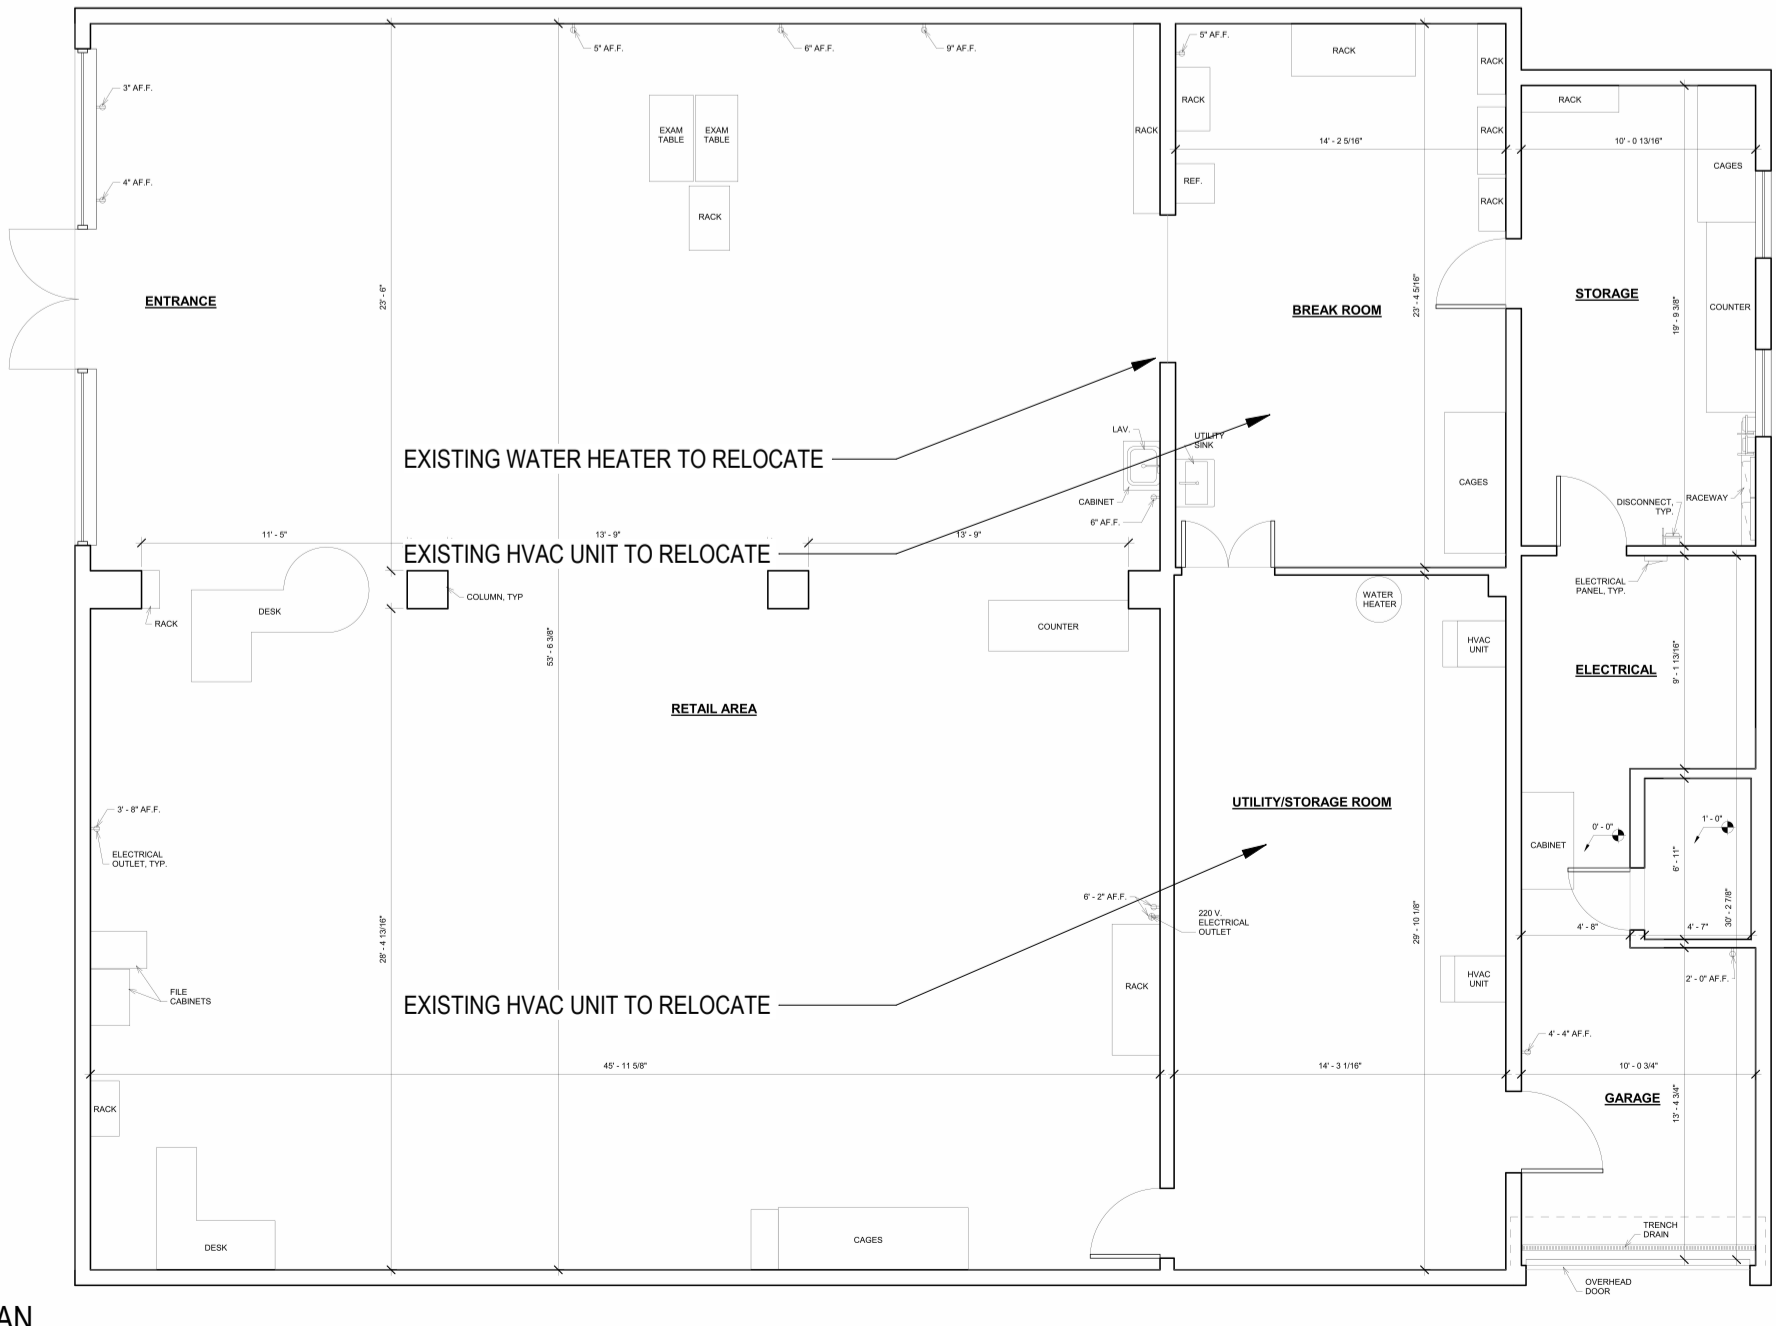 5" AF.F.
6" AF.F.
9" AF.F.
5" AF.F.
RACK
RACK
3" AF.F.
RACK
RACK
EXAM
TABLE
EXAM
TABLE
RACK
RACK
14' - 2 5/16"
10' - 0 13/16"
CAGES
4" AF.F.
REF.
RACK
RACK
ENTRANCE
23' - 6"
BREAK ROOM
23' - 4 5/16"
STORAGE
19' - 9 3/8"
COUNTER
EXISTING WATER HEATER TO RELOCATE
LAV.
UTILITY
SINK
CABINET
6" AF.F.
CAGES
DISCONNECT,
TYP.
RACEWAY
11' - 5"
13' - 9"
13' - 9"
EXISTING HVAC UNIT TO RELOCATE
ELECTRICAL
PANEL, TYP.
COLUMN, TYP
DESK
RACK
COUNTER
WATER
HEATER
HVAC
UNIT
53' - 6 3/8"
ELECTRICAL
9' - 1 13/16"
RETAIL AREA
UTILITY/STORAGE ROOM
3' - 8" AF.F.
ELECTRICAL
OUTLET, TYP.
CABINET
0' - 0"
1' - 0"
6' - 11"
6' - 2" AF.F.
220 V.
ELECTRICAL
OUTLET
28' - 4 13/16"
29' - 10 1/8"
4' - 8"
4' - 7"
30' - 2 7/8"
FILE
CABINETS
EXISTING HVAC UNIT TO RELOCATE
RACK
HVAC
UNIT
2' - 0" AF.F.
4' - 4" AF.F.
45' - 11 5/8"
14' - 3 1/16"
10' - 0 3/4"
RACK
GARAGE
13' - 4 3/4"
DESK
CAGES
TRENCH
DRAIN
OVERHEAD
DOOR
AN